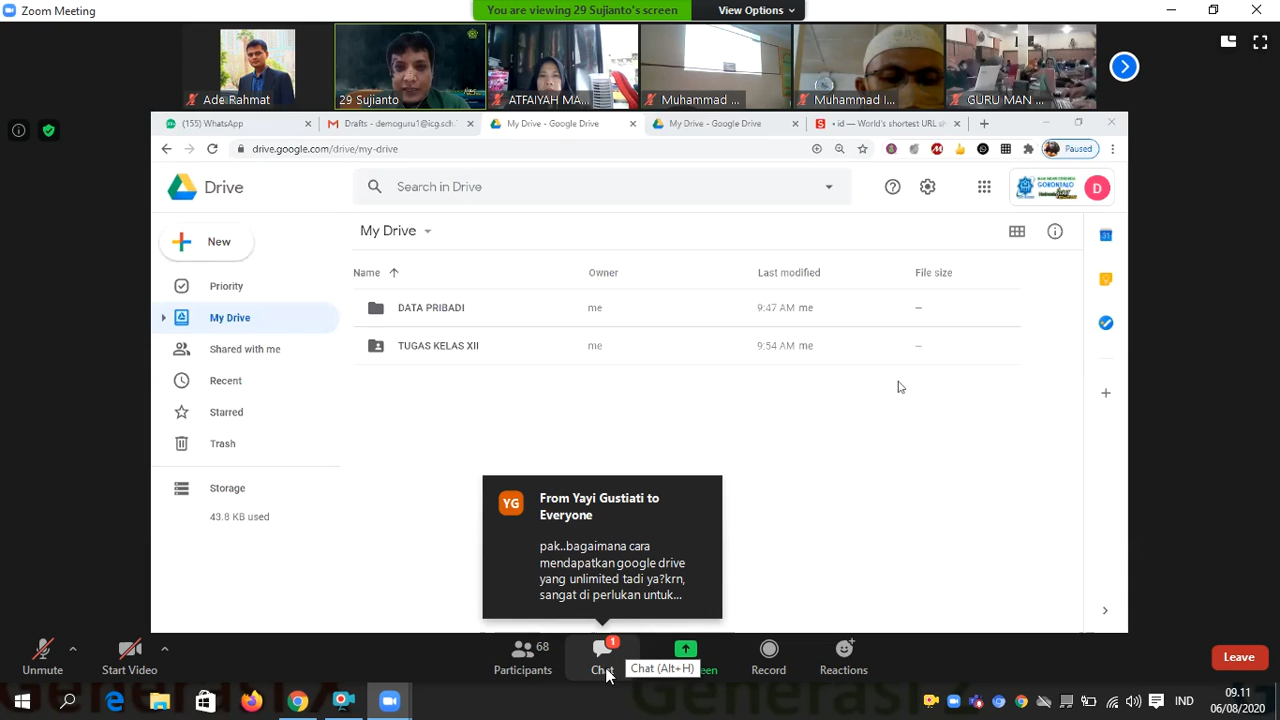 Zoom Meeting
You are viewing 29 Sujianto's screen
View Options
Ade Rahmat
29 Sujianto
ATFAIYAH MA...
Muhammad ...
Muhammad I...
GURU MAN ...
(155) WhatsApp
Drafts - demoguru1@icg.sch.
My Drive - Google Drive
My Drive - Google Drive
• id — World's shortest URL sh
drive.google.com/drive/my-drive
Paused
Drive
Search in Drive
GORONTALO
D
New
My Drive
Name
Owner
Last modified
File size
Priority
DATA PRIBADI
me
9:47 AM me
–
My Drive
TUGAS KELAS XII
me
9:54 AM me
–
Shared with me
Recent
Starred
Trash
Storage
43.8 KB used
31
YG
From Yayi Gustiati to
Everyone
pak..bagaimana cara
mendapatkan google drive
yang unlimited tadi ya?krn,
sangat di perlukan untuk...
Unmute
Start Video
Participants
68
Chat
1
Chat (Alt+H)
een
Record
Reactions
Leave
IND
09.11
06/08/2020